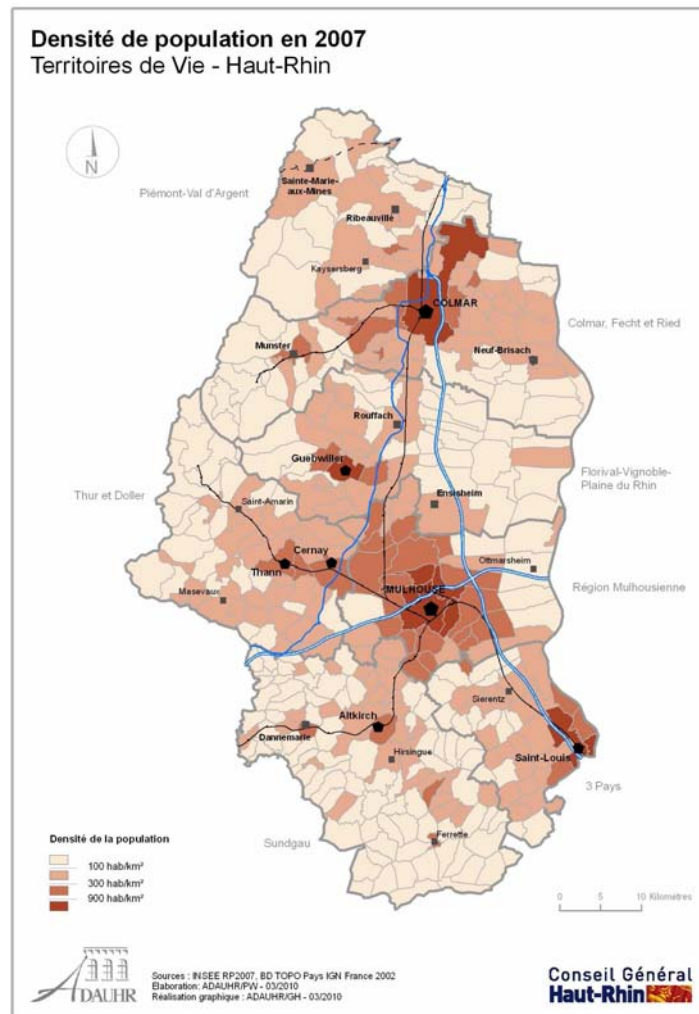 Densité de population en 2007
Territoires de Vie - Haut-Rhin
N
Sainte-Marie-
aux-Mines
Piémont-Val d'Argent
Ribeauvillé
Kaysersberg
COLMAR
Colmar, Fecht et Ried
Munster
Neuf-Brisach
Rouffach
Guebwiller
Florival-Vignoble-
Plaine du Rhin
Thur et Doller
Saint-Amarin
Ensisheim
Cernay
Ottmarsheim
Thann
Région Mulhousienne
MULHOUSE
Masevaux
Sierentz
Altkirch
Dannemarie
Saint-Louis
Hirsingue
3 Pays
Sundgau
Ferrette
Densité de la population
100 hab/km²
300 hab/km²
900 hab/km²
0 5 10 Kilomètres
ADAUHR
Sources : INSEE RP2007, BD TOPO Pays IGN France 2002
Elaboration: ADAUHR/PW - 03/2010
Réalisation graphique : ADAUHR/GH - 03/2010
Conseil Général
Haut-Rhin